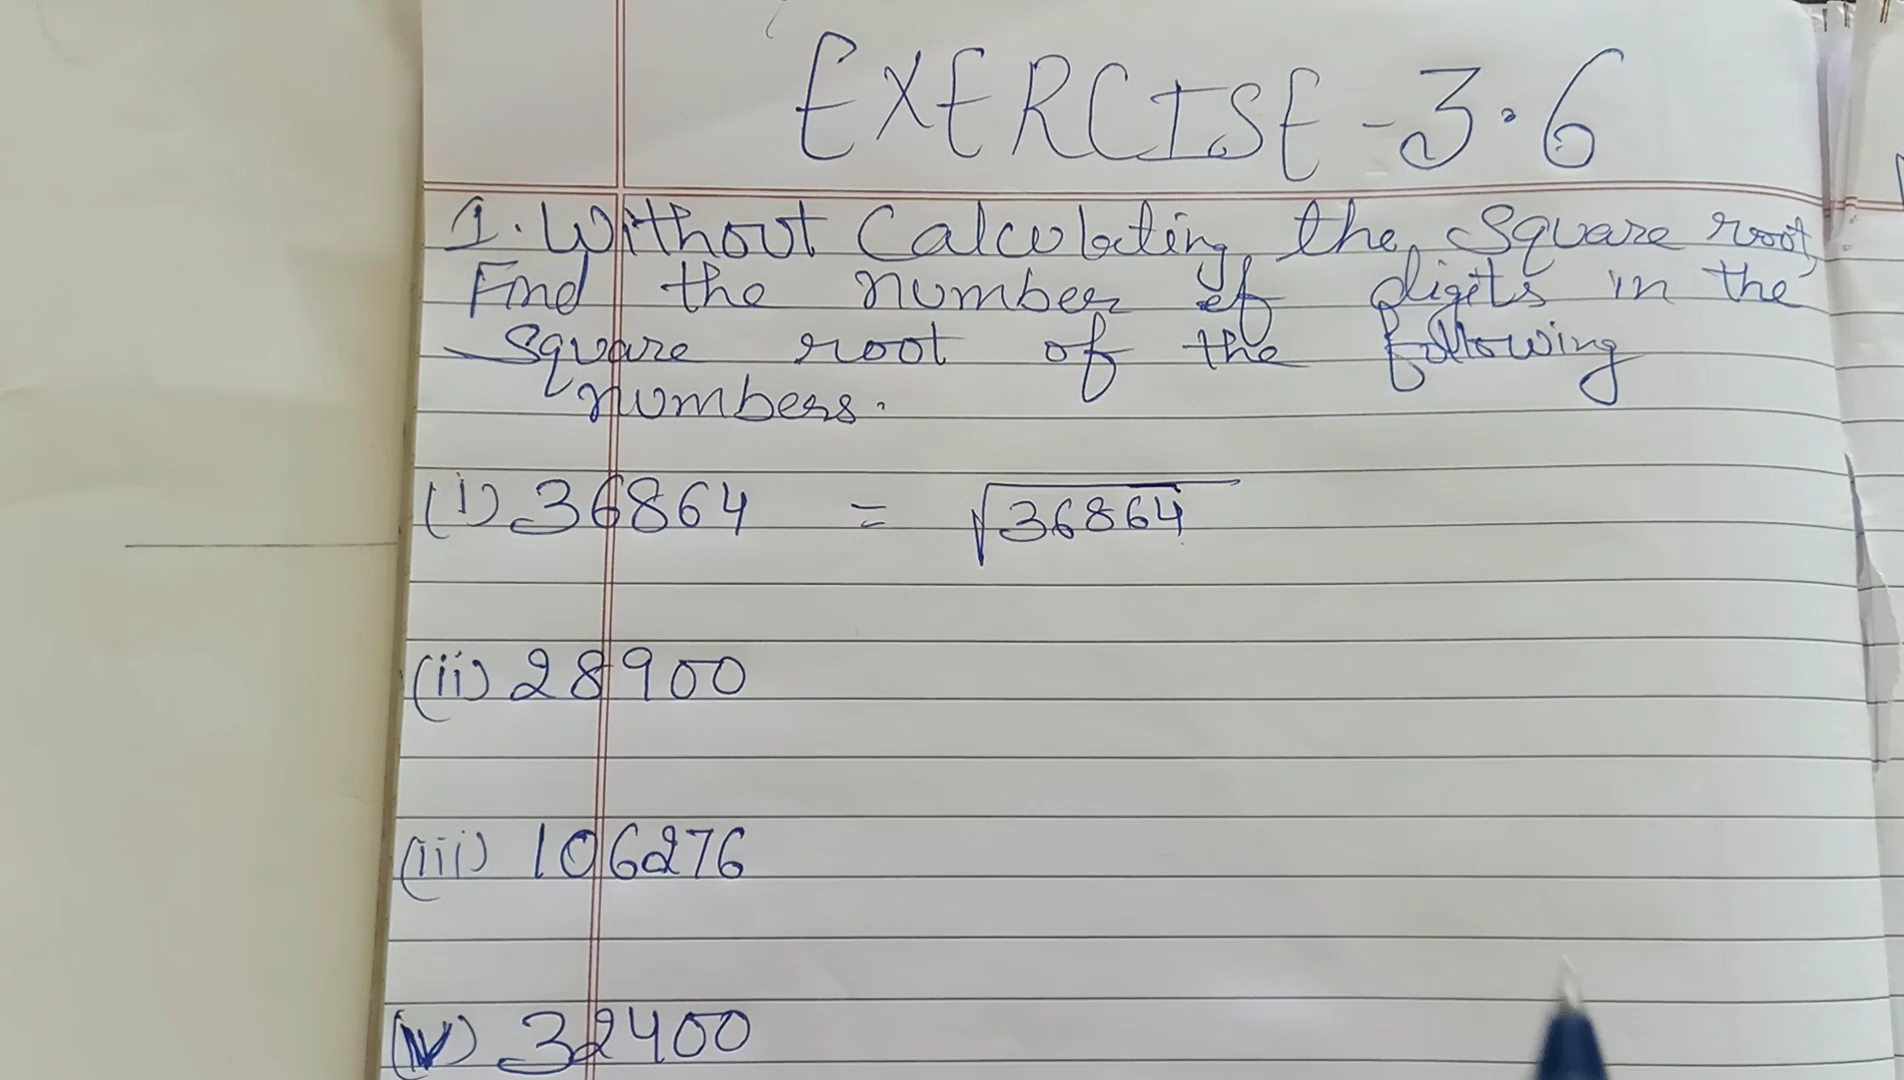 EXERCISE - 3.6
1. Without Calculating the Square root,
Find the number of digits in the
Square root of the following
numbers.
(i) 36864 = √36864
(ii) 28900
(iii) 106276
(iv) 32400